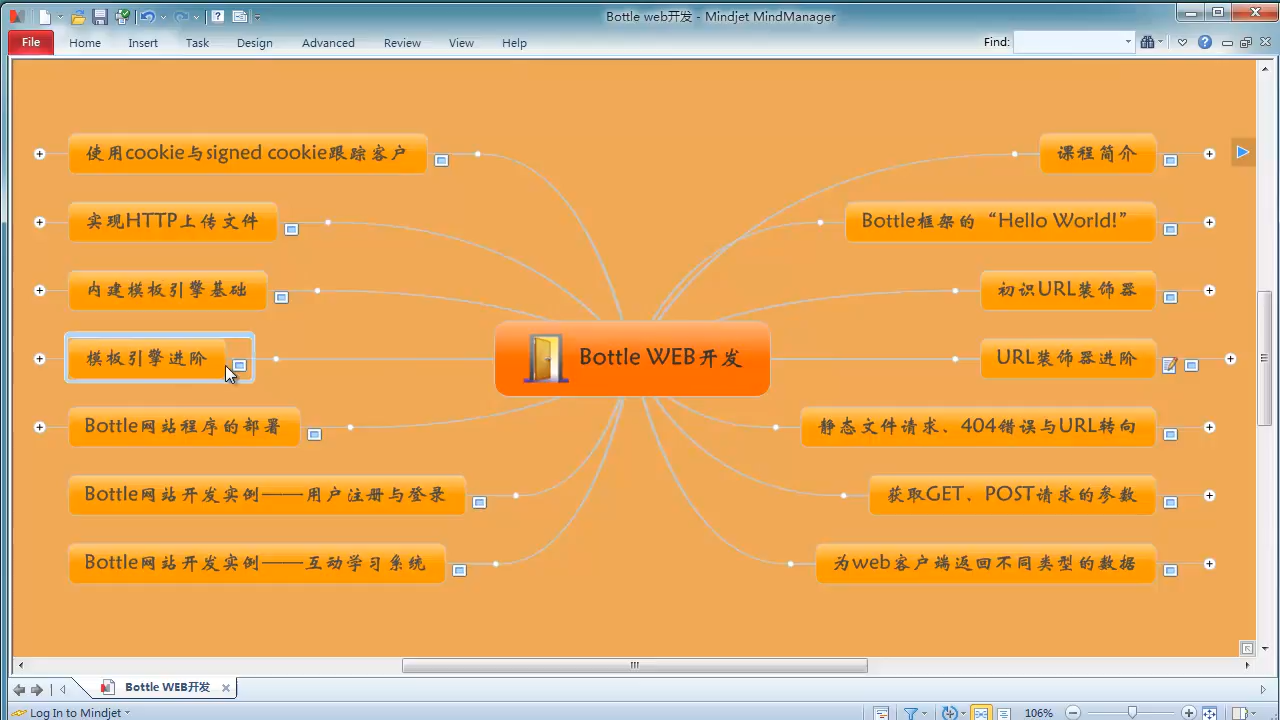 Bottle web开发 - Mindjet MindManager
File Home Insert Task Design Advanced Review View Help Find:
使用cookie与signed cookie跟踪客户
实现HTTP上传文件
内建模板引擎基础
模板引擎进阶
Bottle网站程序的部署
Bottle网站开发实例——用户注册与登录
Bottle网站开发实例——互动学习系统
Bottle WEB开发
课程简介
Bottle框架的“Hello World!”
初识URL装饰器
URL装饰器进阶
静态文件请求、404错误与URL转向
获取GET、POST请求的参数
为web客户端返回不同类型的数据
Bottle WEB开发
Log In to Mindjet 106%